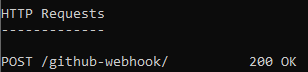 HTTP Requests
-------------
POST /github-webhook/          200 OK